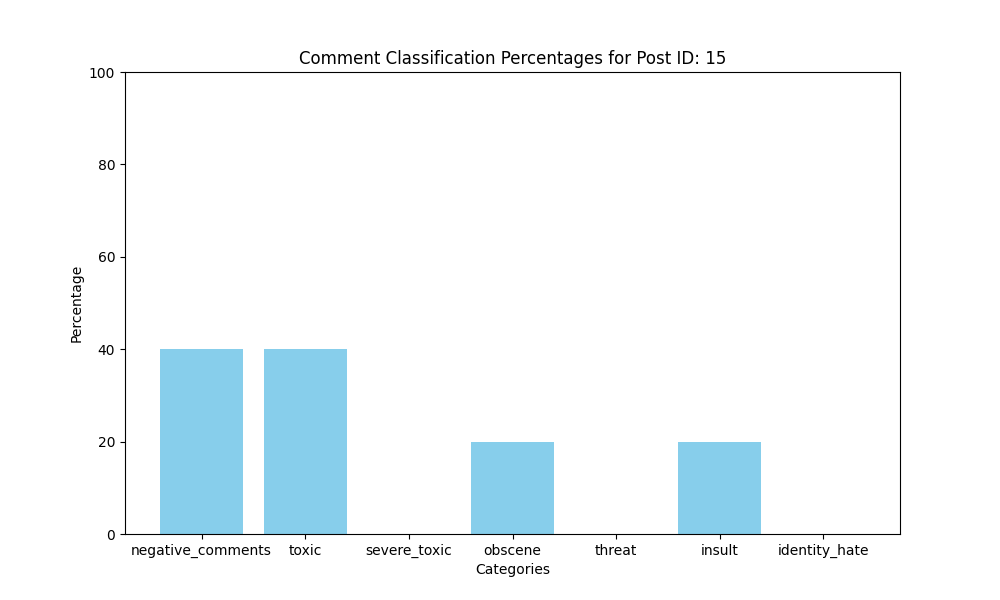 Comment Classification Percentages for Post ID: 15
100
80
60
40
20
0
Percentage
negative_comments toxic severe_toxic obscene threat insult identity_hate
Categories